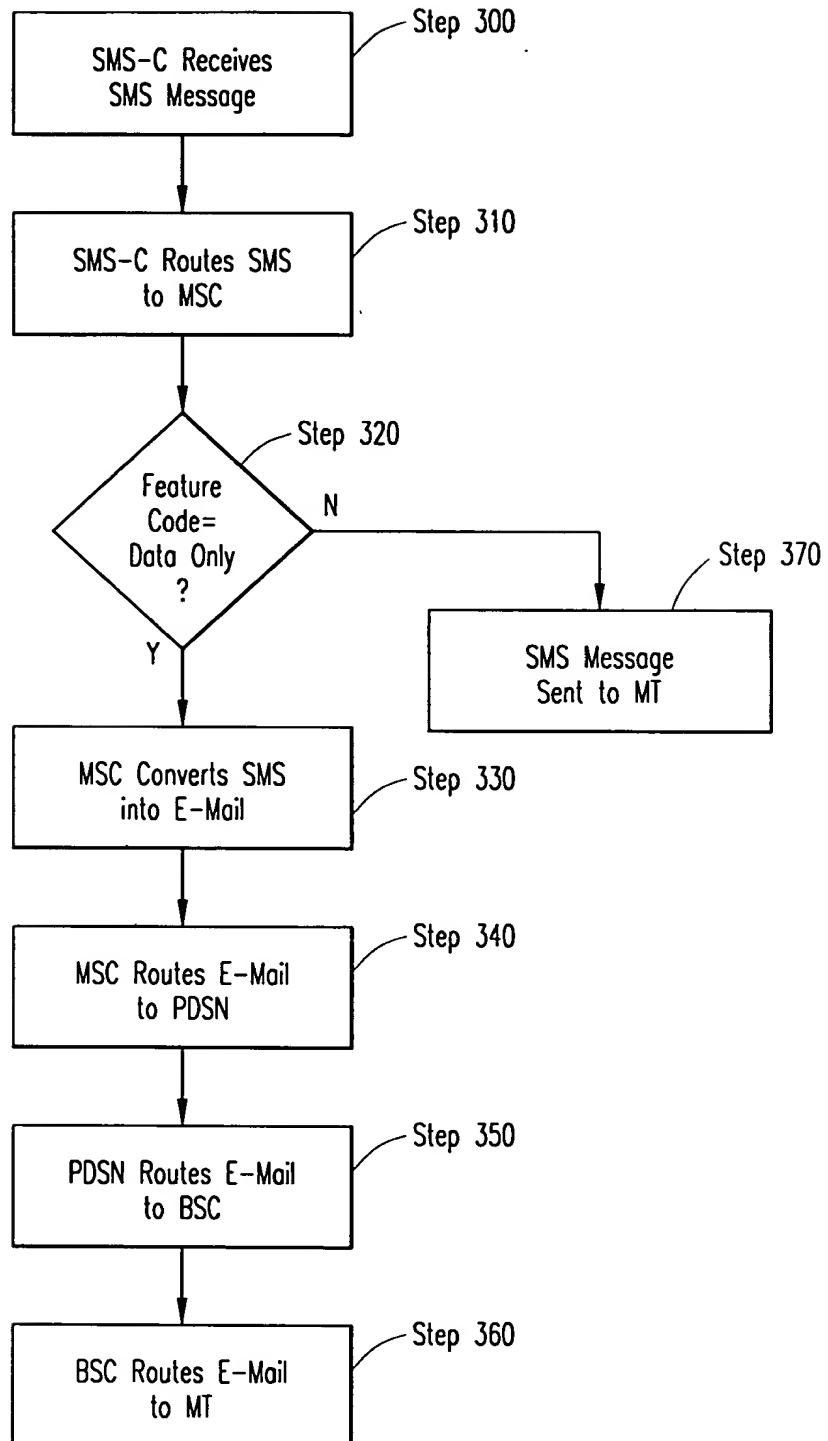 Step 300
SMS-C Receives
SMS Message
Step 310
SMS-C Routes SMS
to MSC
Step 320
Feature
Code=
Data Only
?
N
Y
Step 370
SMS Message
Sent to MT
MSC Converts SMS
into E-Mail
Step 330
Step 340
MSC Routes E-Mail
to PDSN
Step 350
PDSN Routes E-Mail
to BSC
Step 360
BSC Routes E-Mail
to MT